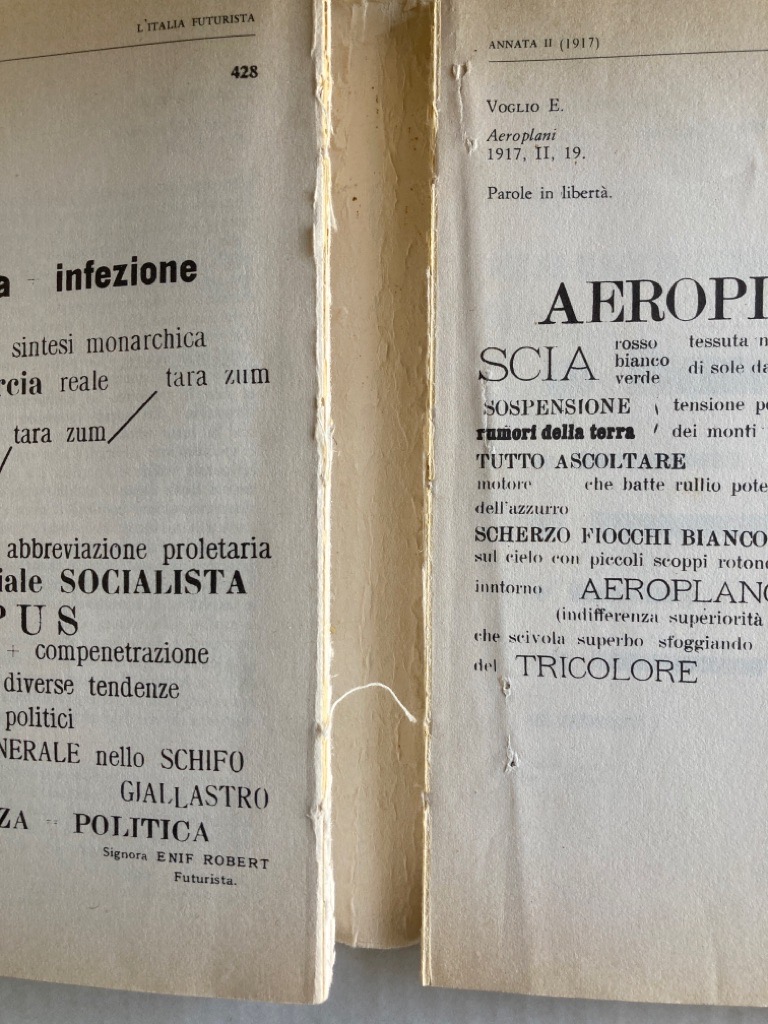 L'ITALIA FUTURISTA
428
a - infezione
sintesi monarchica
rcia reale tara zum
tara zum
abbreviazione proletaria
iale SOCIALISTA
PUS
+ compenetrazione
diverse tendenze
politici
NERALE nello SCHIFO
GIALLASTRO
ZA = POLITICA
Signora ENIF ROBERT
Futurista.
ANNATA II (1917)
VOGLIO E.
Aeroplani
1917, II, 19.
Parole in libertà.
AEROPL
SCIA rosso bianco verde tessuta n
di sole da
SOSPENSIONE tensione pe
rumori della terra dei monti
TUTTO ASCOLTARE
motore che batte rullio pote
dell'azzurro
SCHERZO FIOCCHI BIANCO
sul cielo con piccoli scoppi rotond
inntorno AEROPLANO
(indifferenza superiorità
che scivola superbo sfoggiando
del TRICOLORE